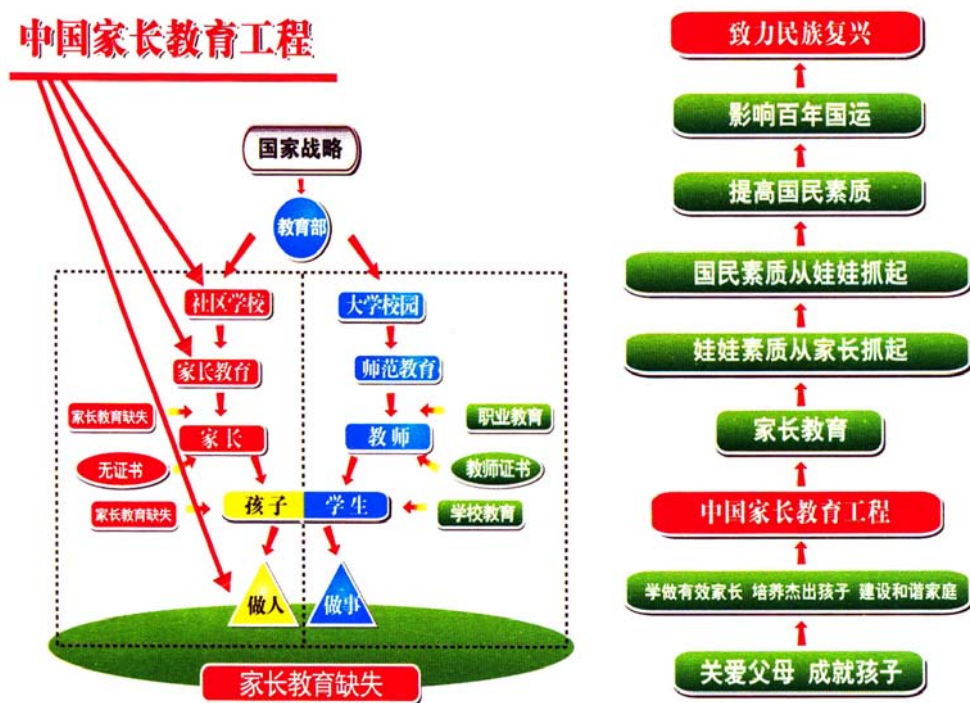 中国家长教育工程
国家战略
教育部
社区学校
大学校园
家长教育
师范教育
家长教育缺失
家长
教师
职业教育
无证书
教师证书
家长教育缺失
孩子
学生
学校教育
做人
做事
家长教育缺失
致力民族复兴
影响百年国运
提高国民素质
国民素质从娃娃抓起
娃娃素质从家长抓起
家长教育
中国家长教育工程
学做有效家长 培养杰出孩子 建设和谐家庭
关爱父母 成就孩子